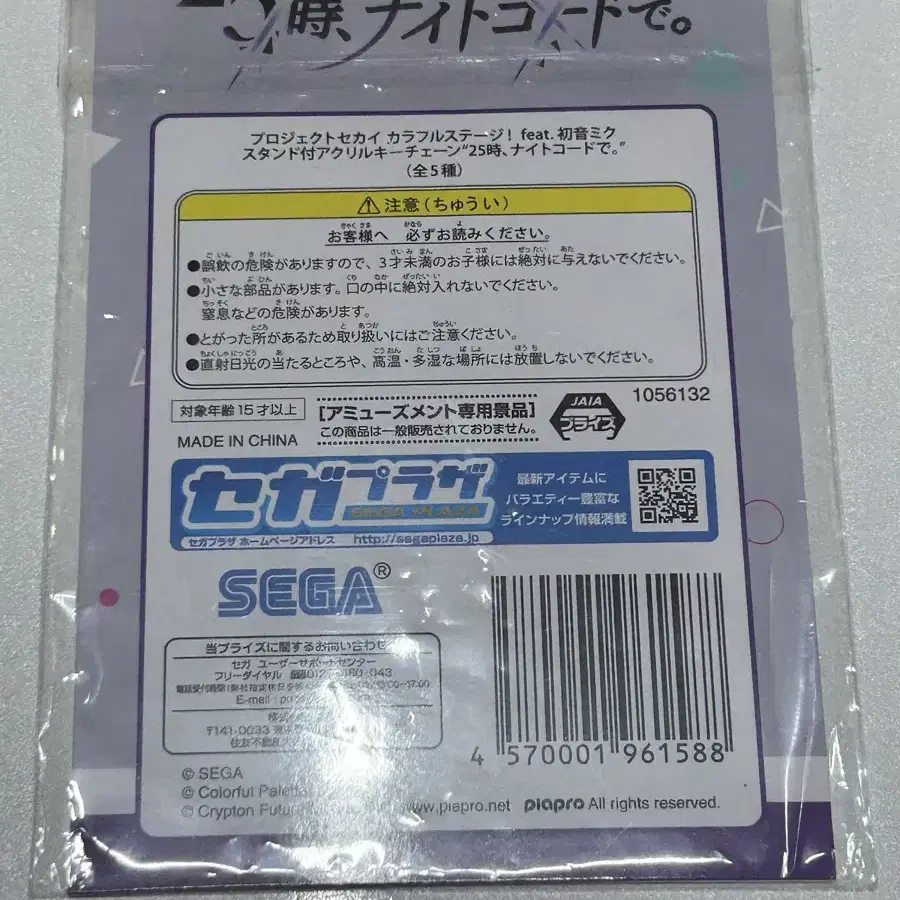 25時、ナイトコードで。
プロジェクトセカイ カラフルステージ! feat. 初音ミク
スタンド付アクリルキーチェーン"25時、ナイトコードで。"
(全5種)
⚠注意(ちゅうい)
お客様へ 必ずお読みください。
●誤飲の危険がありますので、3才未満のお子様には絶対に与えないでください。
●小さな部品があります。口の中に絶対入れないでください。
窒息などの危険があります。
●とがった所があるため取り扱いにはご注意ください。
●直射日光の当たるところや、高温・多湿な場所には放置しないでください。
対象年齢15才以上
MADE IN CHINA
[アミューズメント専用景品]
この商品は一般販売されておりません。
JAIA
プライズ
1056132
セガプラザ
SEGA PLAZA
セガプラザ ホームページアドレス http://segaplaza.jp
最新アイテムに
バラエティー豊富な
ラインナップ情報満載
SEGA®
当プライズに関するお問い合わせ
セガ ユーザーサポートセンター
フリーダイヤル
E-mail:
〒141-0033
住友不動産
4 570001 961588
© SEGA
© Colorful Palette
© Crypton Future www.piapro.net piapro All rights reserved.